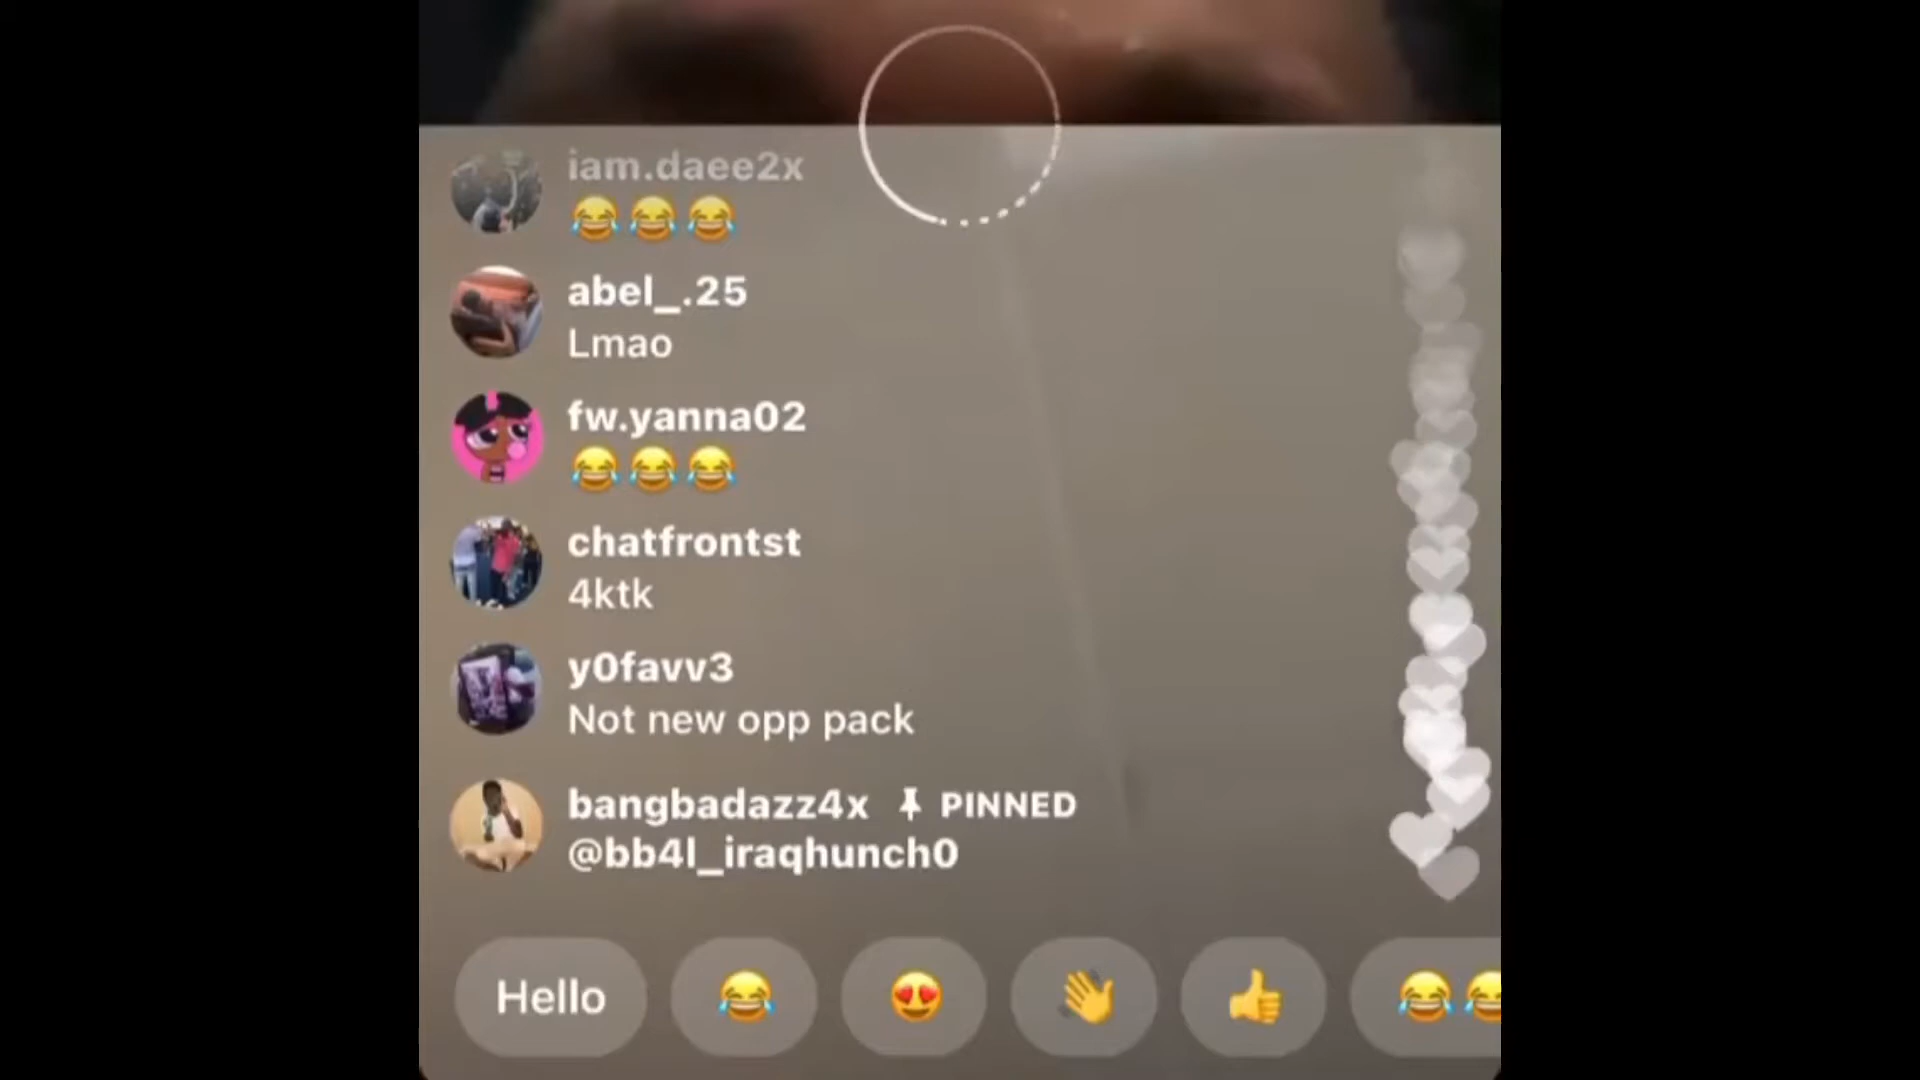 iam.daee2x
😂😂😂
abel_.25
Lmao
fw.yanna02
😂😂😂
chatfrontst
4ktk
y0favv3
Not new opp pack
bangbadazz4x PINNED
@bb4l_iraqhunch0
Hello 😂 😍 👋 👍 😂😂